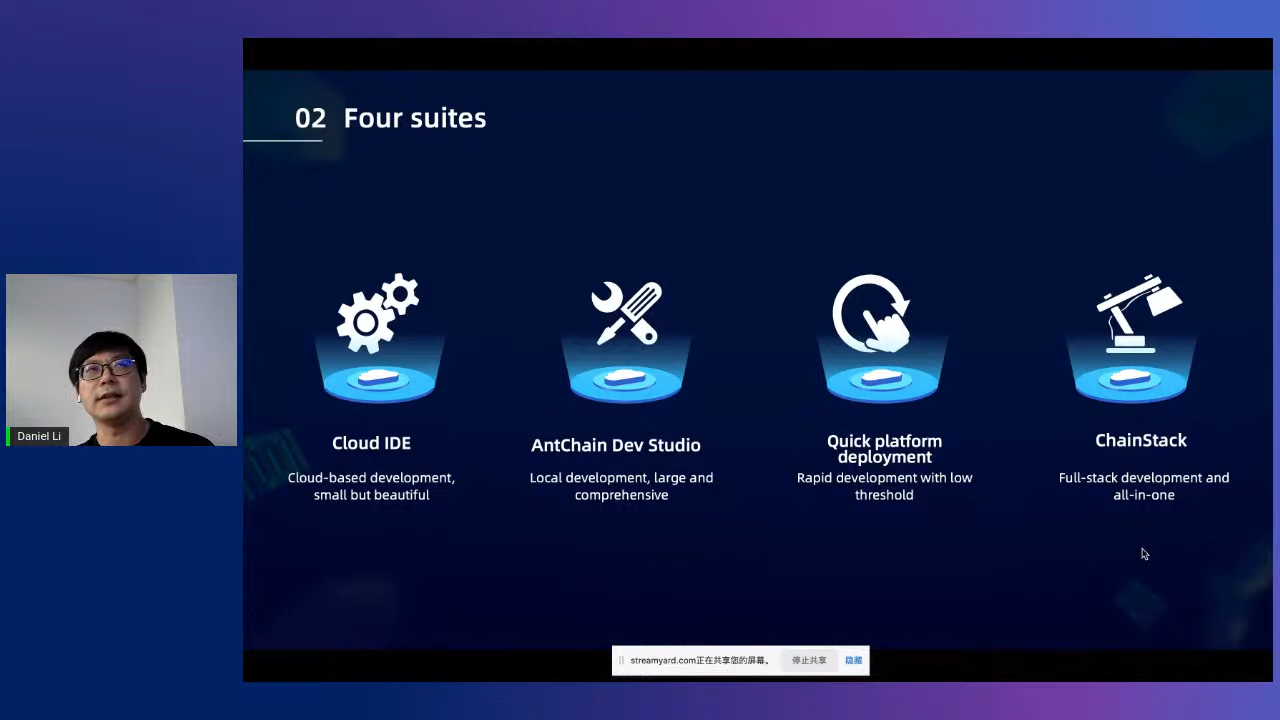 02 Four suites
Daniel Li
Cloud IDE
Cloud-based development,
small but beautiful
AntChain Dev Studio
Local development, large and
comprehensive
Quick platform
deployment
Rapid development with low
threshold
ChainStack
Full-stack development and
all-in-one
streamyard.com正在共享您的屏幕。 停止共享 隐藏